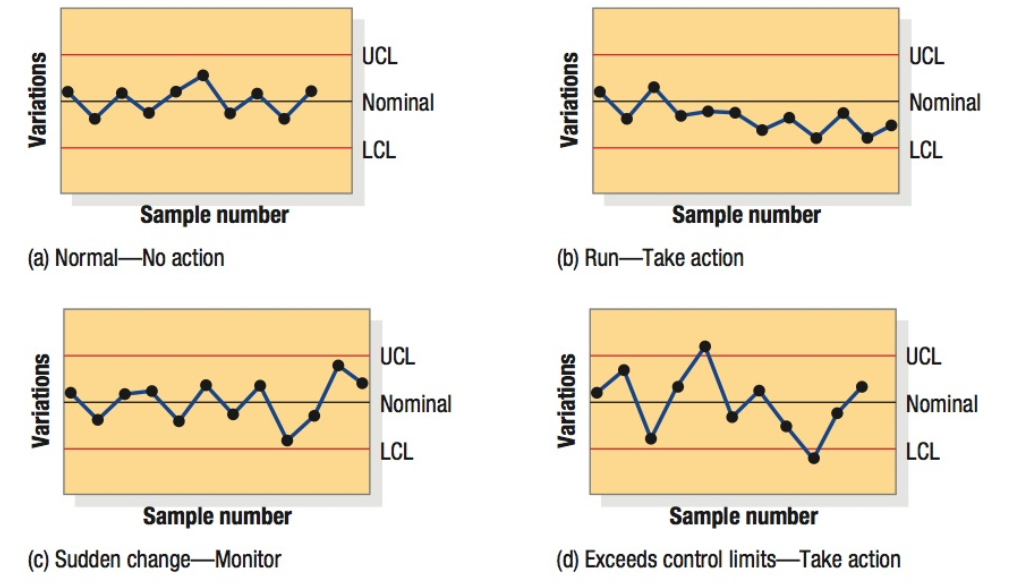 Variations
UCL
Nominal
LCL
Sample number
(a) Normal—No action
Variations
UCL
Nominal
LCL
Sample number
(b) Run—Take action
Variations
UCL
Nominal
LCL
Sample number
(c) Sudden change—Monitor
Variations
UCL
Nominal
LCL
Sample number
(d) Exceeds control limits—Take action